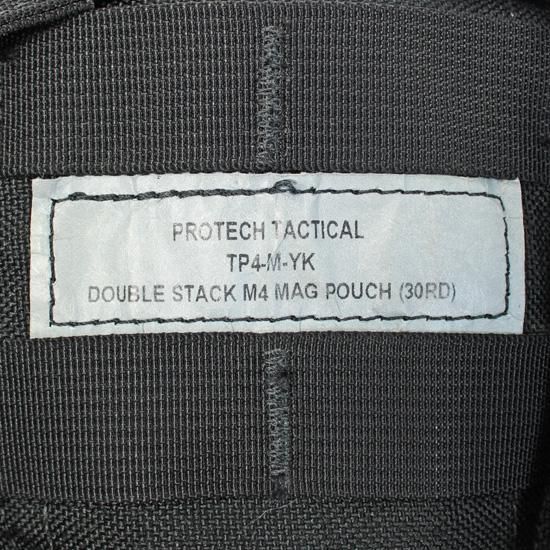 PROTECH TACTICAL
TP4-M-YK
DOUBLE STACK M4 MAG POUCH (30RD)